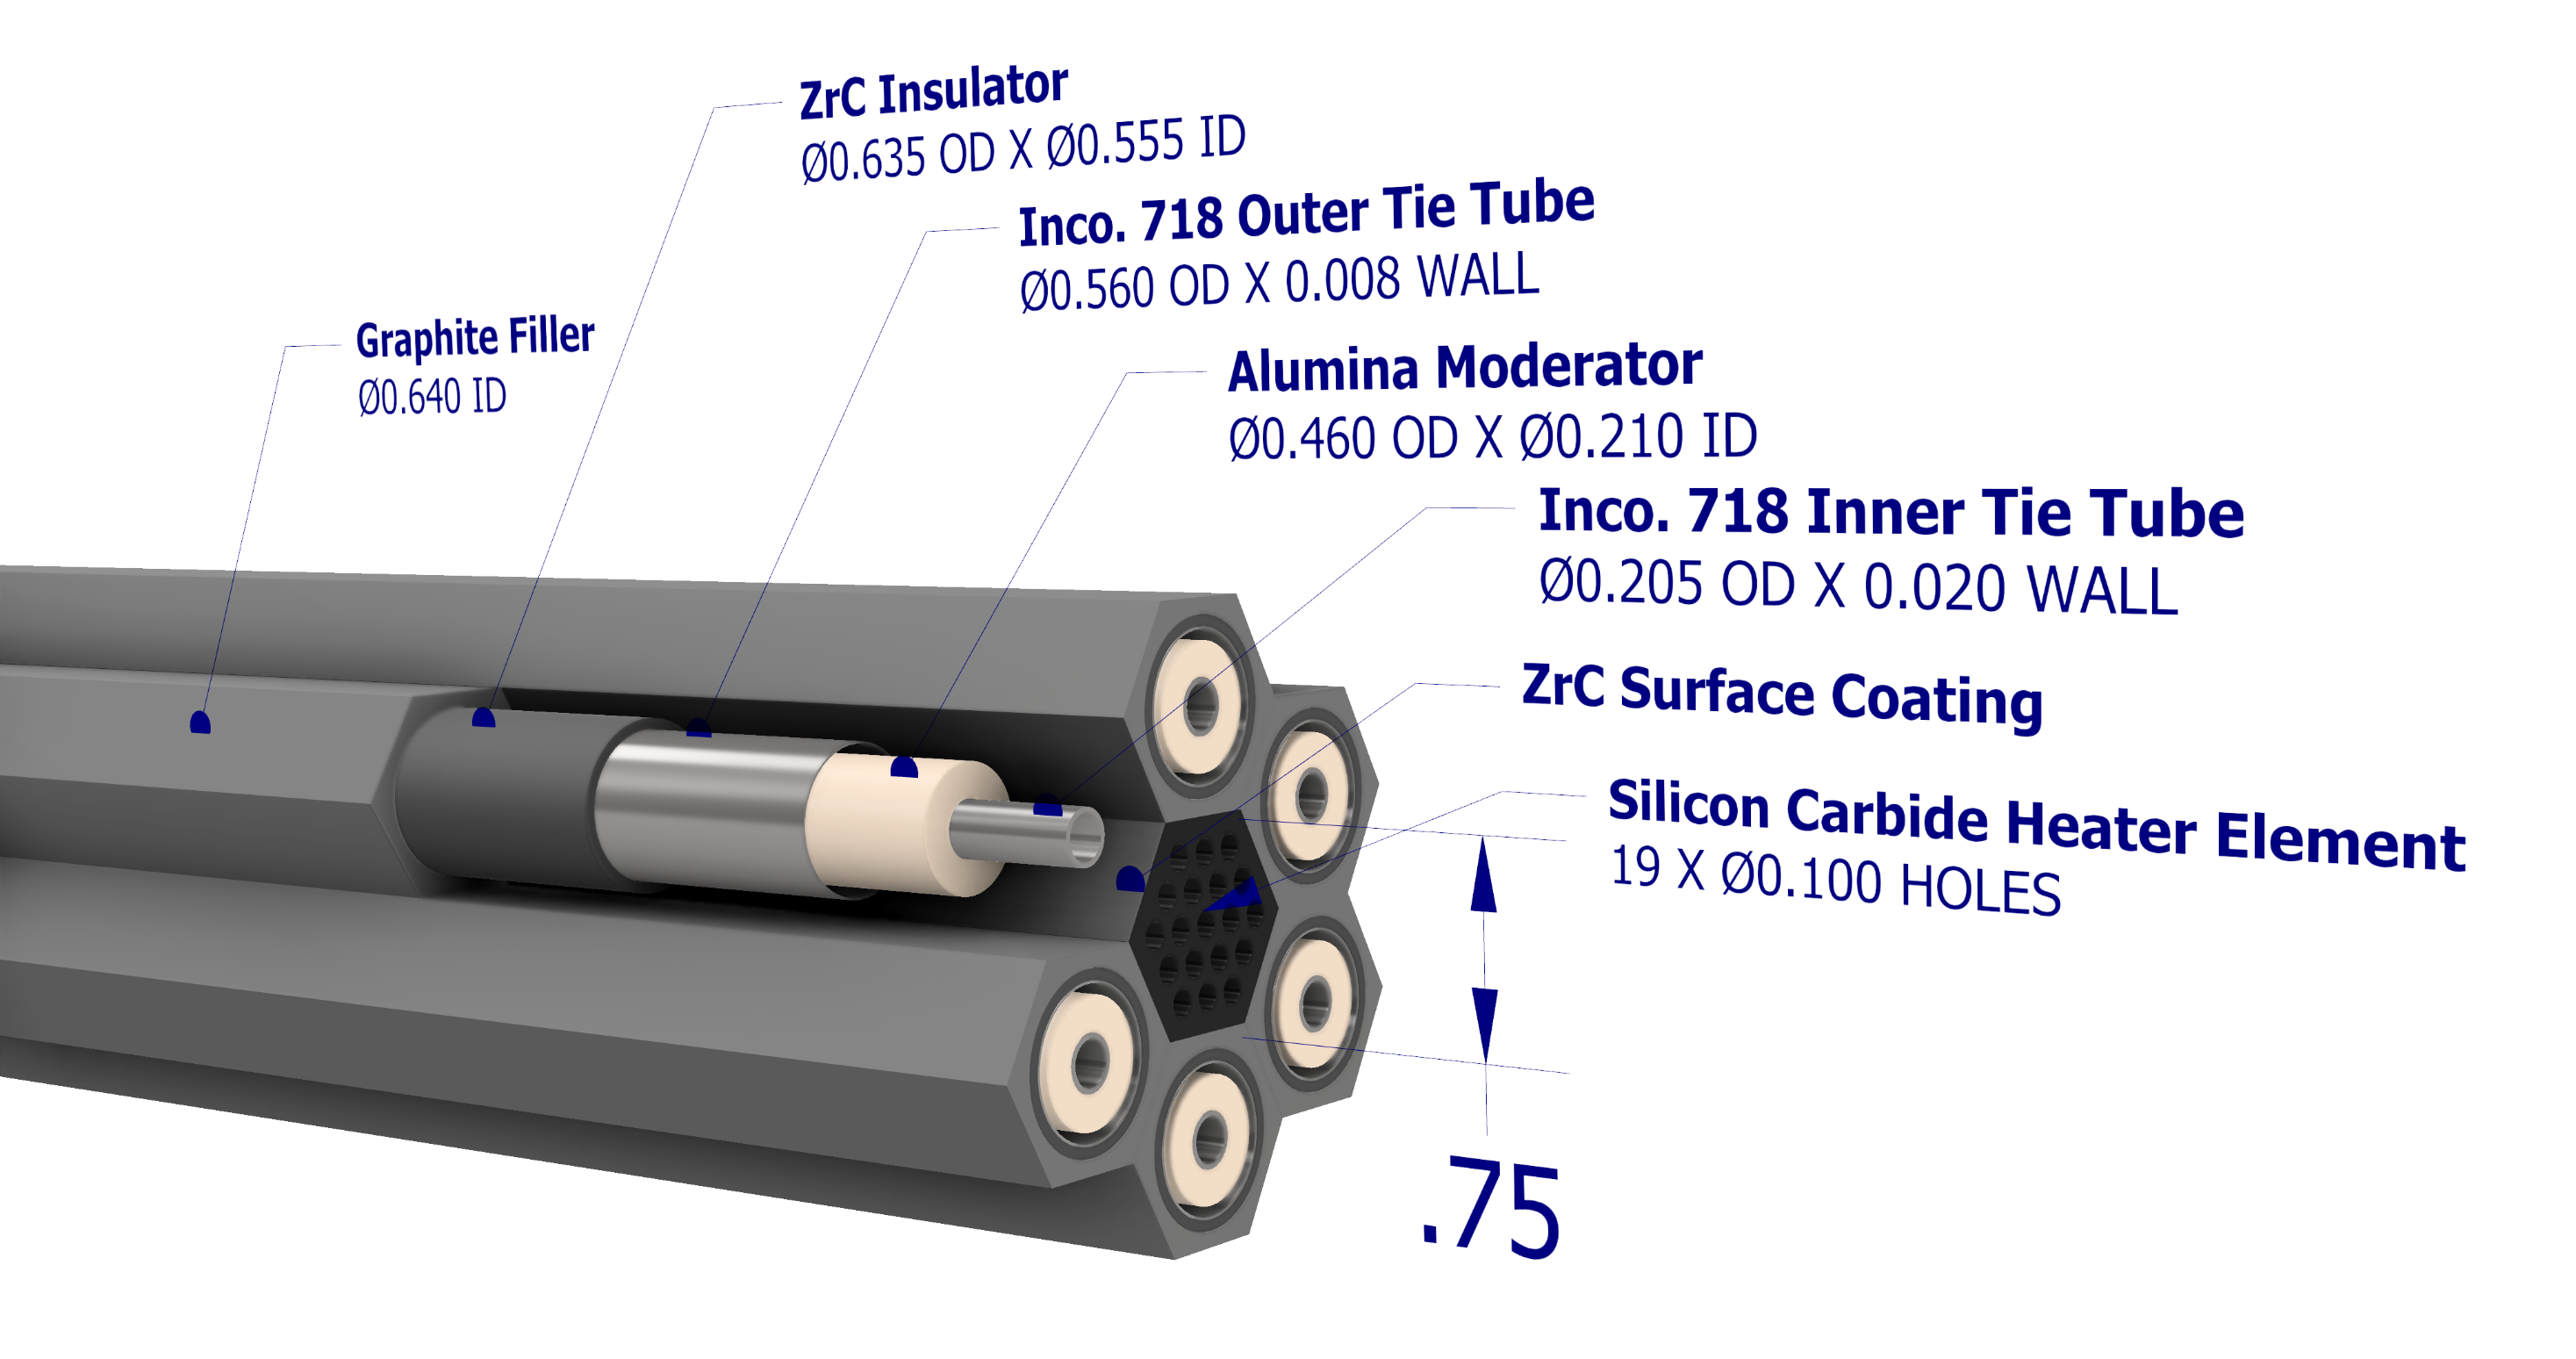 ZrC Insulator
Ø0.635 OD X Ø0.555 ID
Inco. 718 Outer Tie Tube
Ø0.560 OD X 0.008 WALL
Graphite Filler
Ø0.640 ID
Alumina Moderator
Ø0.460 OD X Ø0.210 ID
Inco. 718 Inner Tie Tube
Ø0.205 OD X 0.020 WALL
ZrC Surface Coating
Silicon Carbide Heater Element
19 X Ø0.100 HOLES
.75